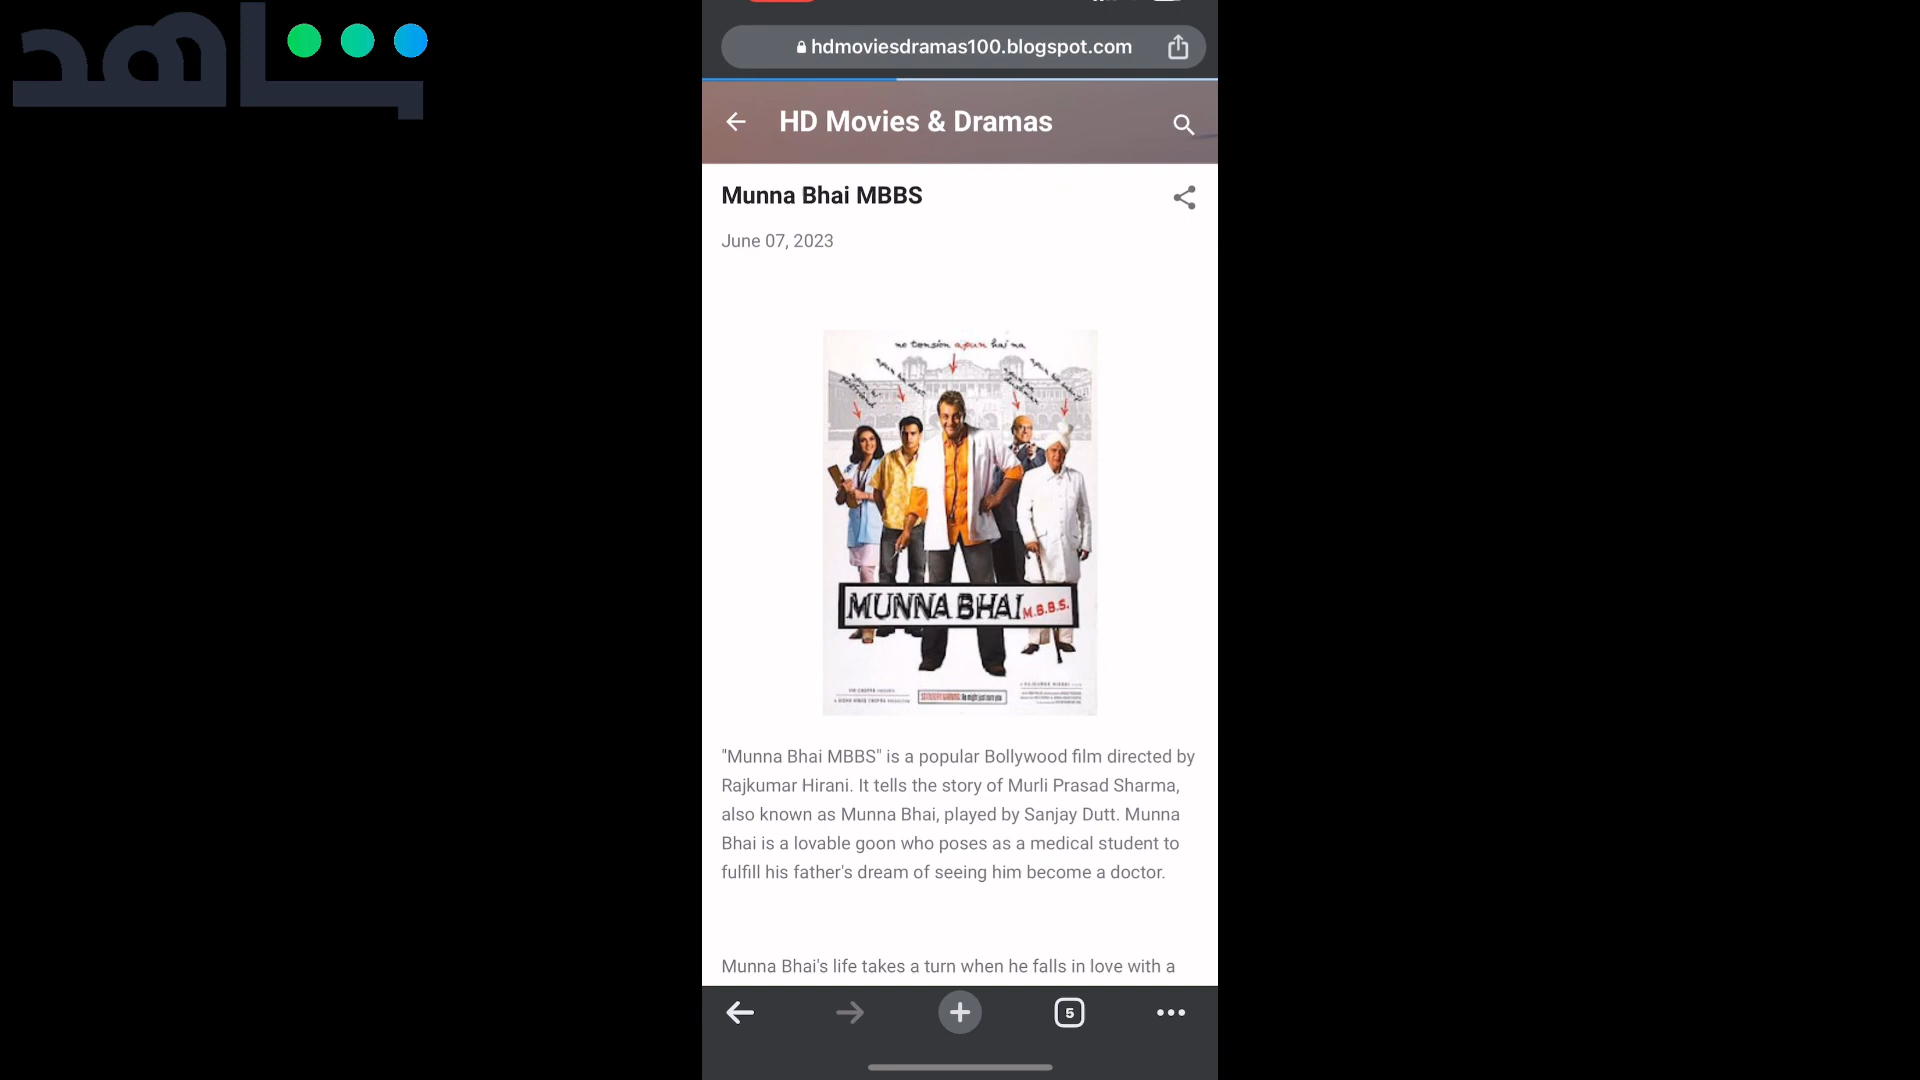 شاهد
hdmoviesdramas100.blogspot.com
HD Movies & Dramas
Munna Bhai MBBS
June 07, 2023
no tension apun hai na
MUNNA BHAI M.B.B.S.
"Munna Bhai MBBS" is a popular Bollywood film directed by
Rajkumar Hirani. It tells the story of Murli Prasad Sharma,
also known as Munna Bhai, played by Sanjay Dutt. Munna
Bhai is a lovable goon who poses as a medical student to
fulfill his father's dream of seeing him become a doctor.
Munna Bhai's life takes a turn when he falls in love with a
5